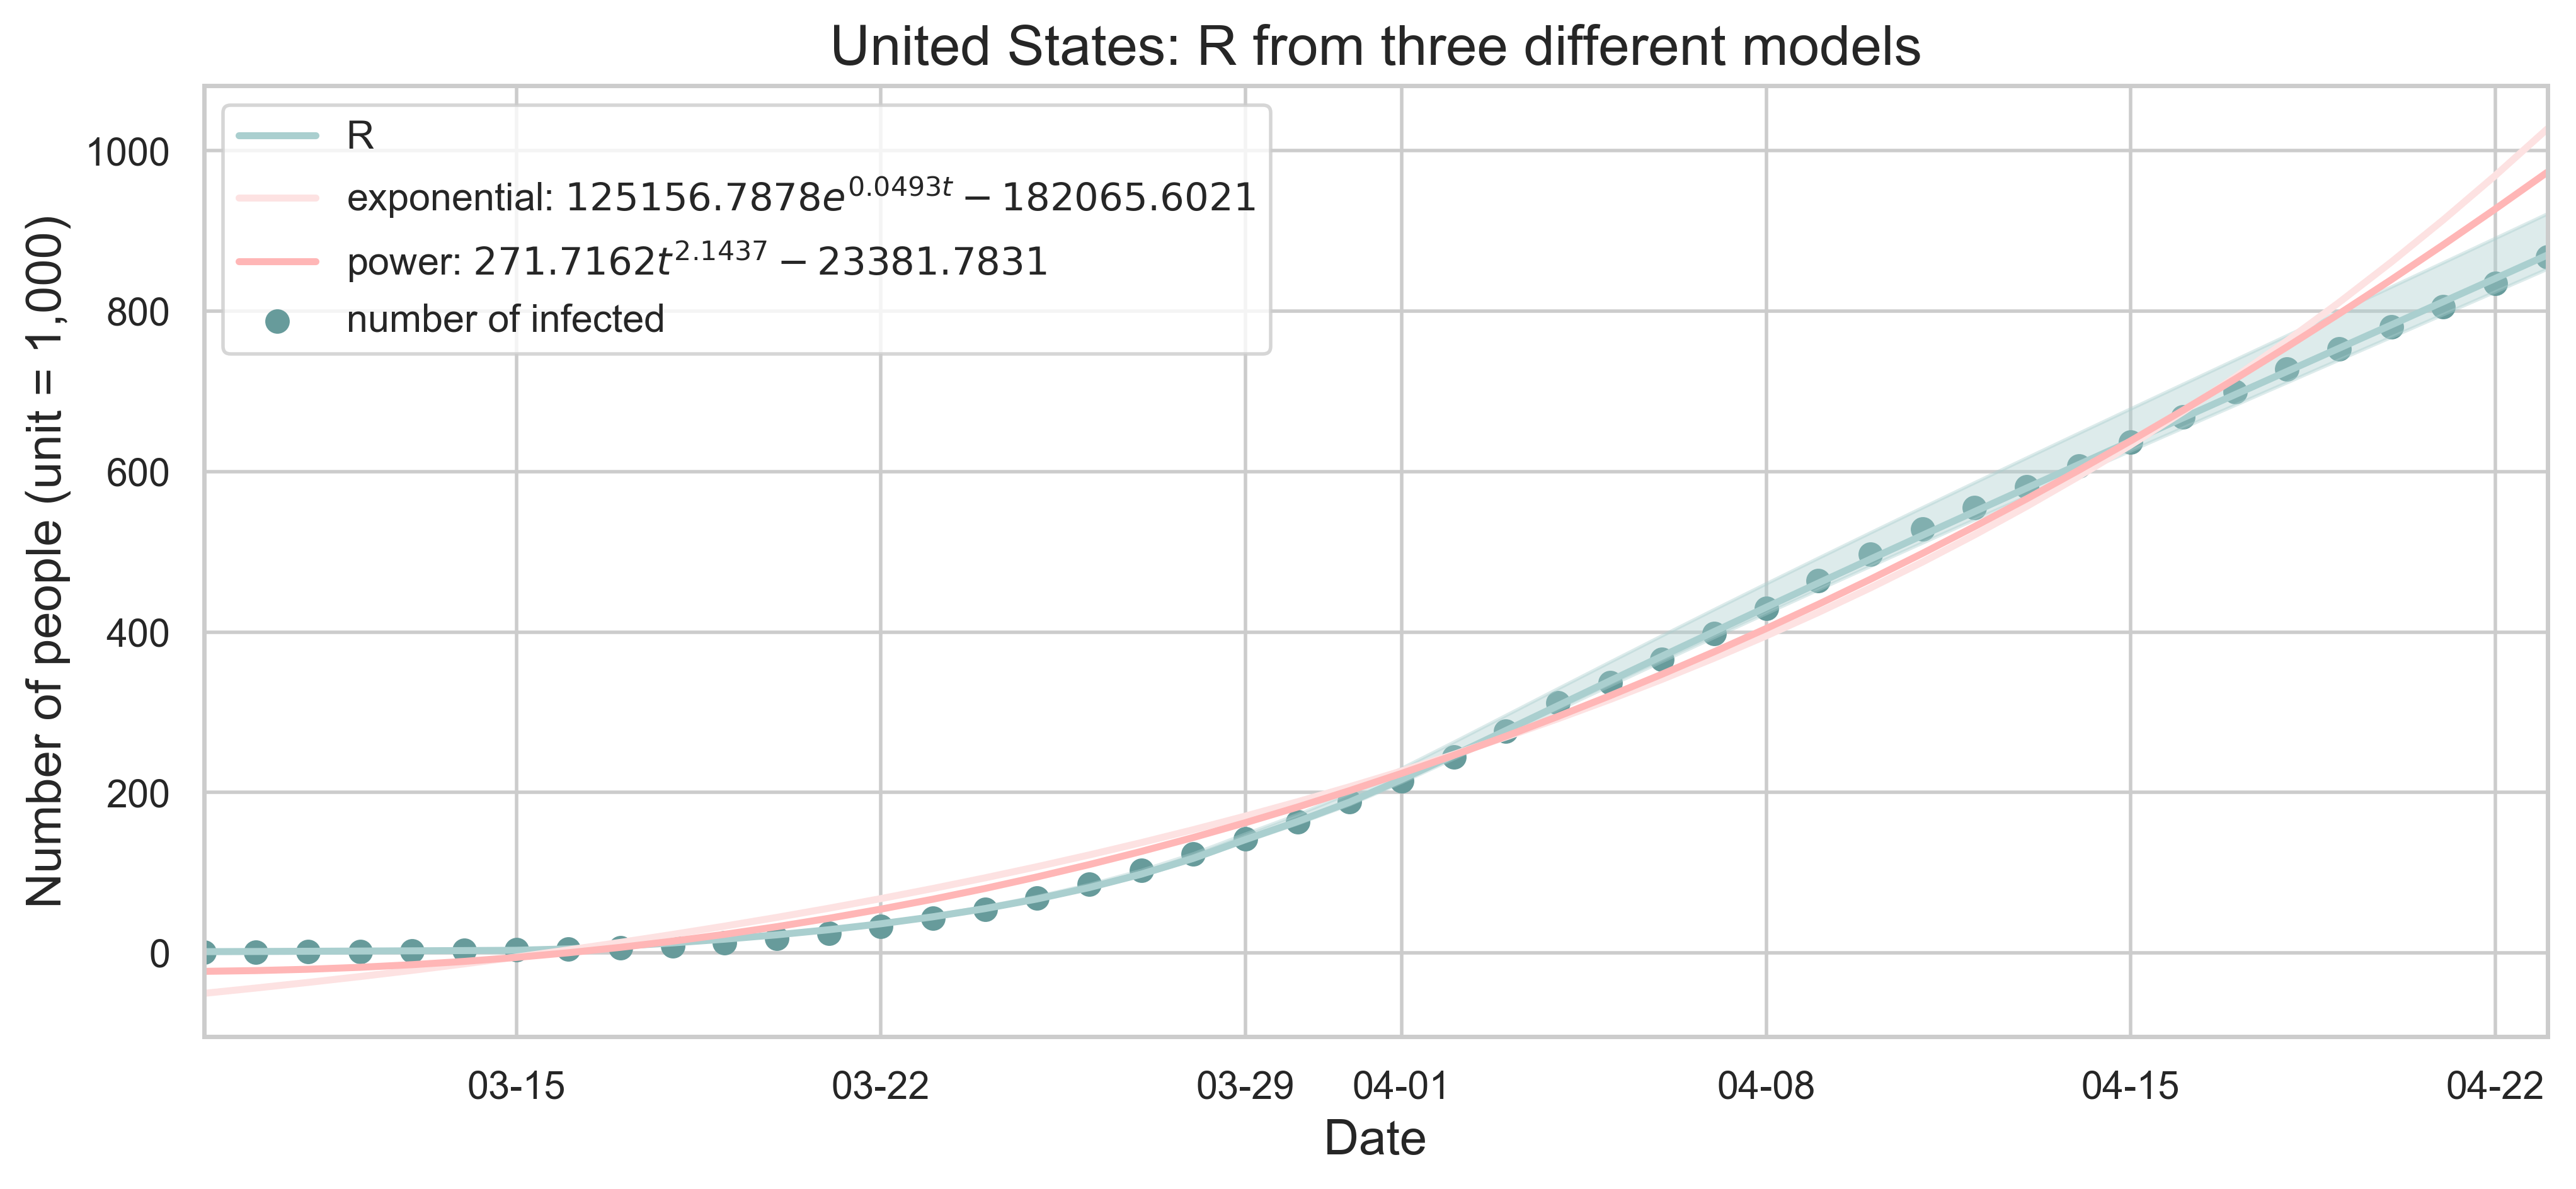 United States: R from three different models
R
exponential: 125156.7878e^{0.0493t} − 182065.6021
power: 271.7162t^{2.1437} − 23381.7831
number of infected
Number of people (unit = 1,000)
1000
800
600
400
200
0
03-15 03-22 03-29 04-01 04-08 04-15 04-22
Date